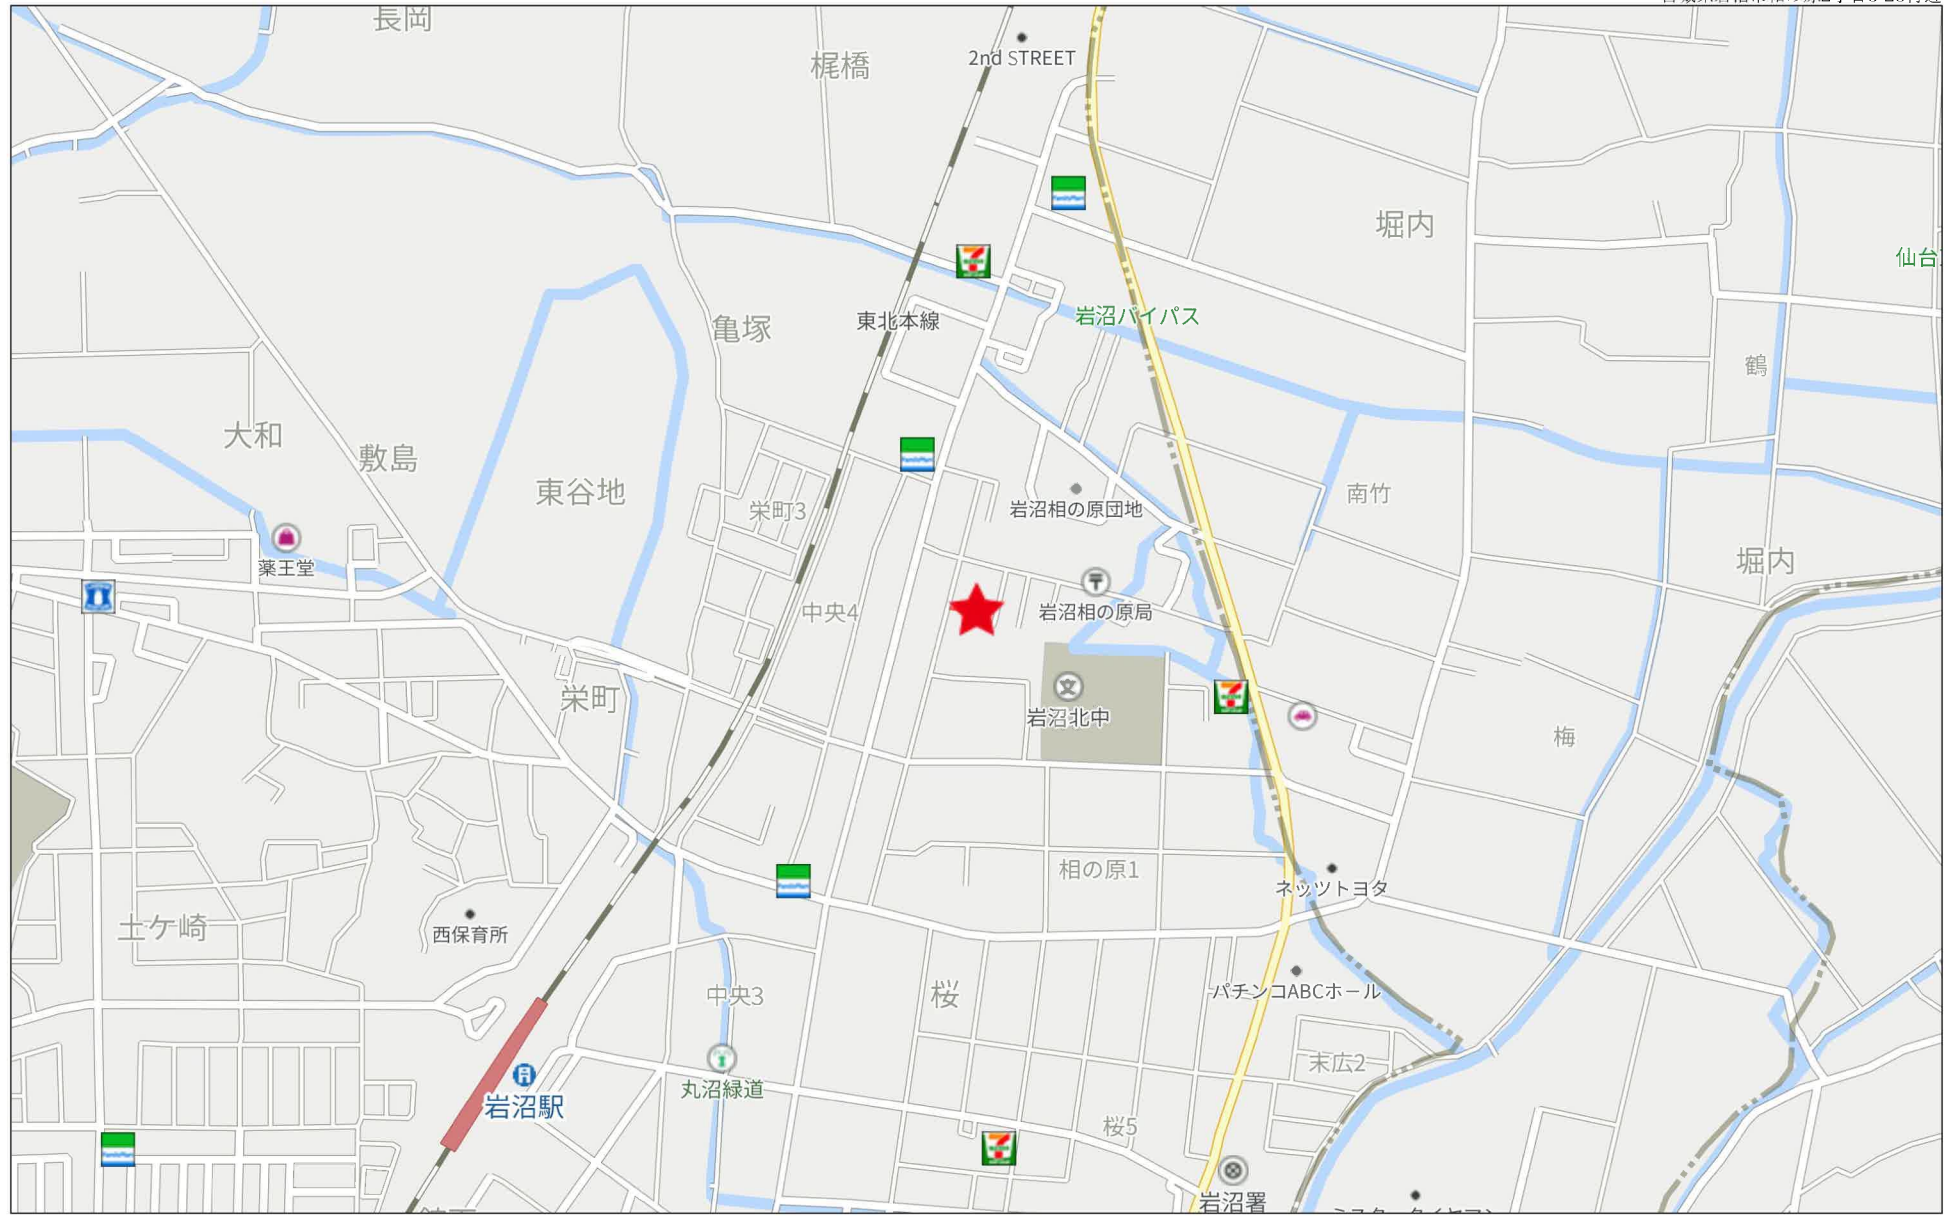 長岡
2nd STREET
梶橋
堀内
岩沼バイパス
東北本線
亀塚
鶴
大和
敷島
東谷地
栄町3
岩沼相の原団地
南竹
堀内
薬王堂
中央4
岩沼相の原局
栄町
岩沼北中
梅
相の原1
ネッツトヨタ
土ケ崎
西保育所
中央3
桜
パチンコABCホール
末広2
丸沼緑道
岩沼駅
桜5
岩沼署